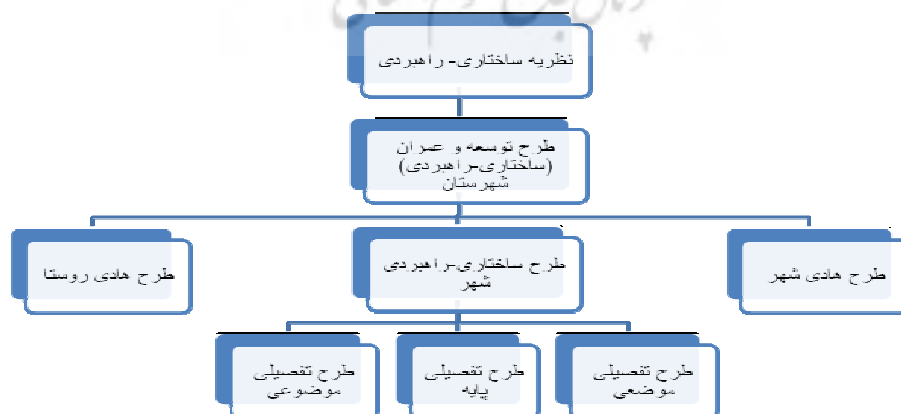 نظریه ساختاری- راهبردی
طرح توسعه و عمران
(ساختاری-راهبردی)
شهرستان
طرح هادی شهر
طرح ساختاری-راهبردی
شهر
طرح هادی روستا
طرح تفصیلی
موضعی
طرح تفصیلی
پایه
طرح تفصیلی
موضوعی